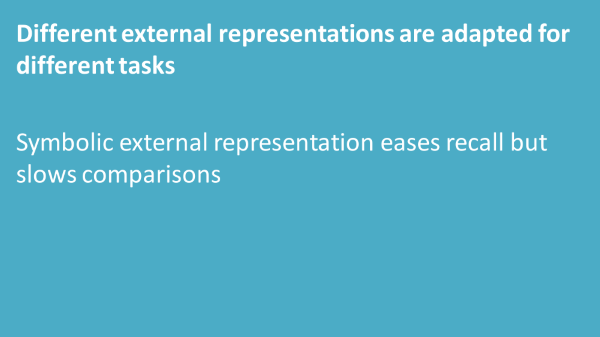 Different external representations are adapted for
different tasks
Symbolic external representation eases recall but
slows comparisons